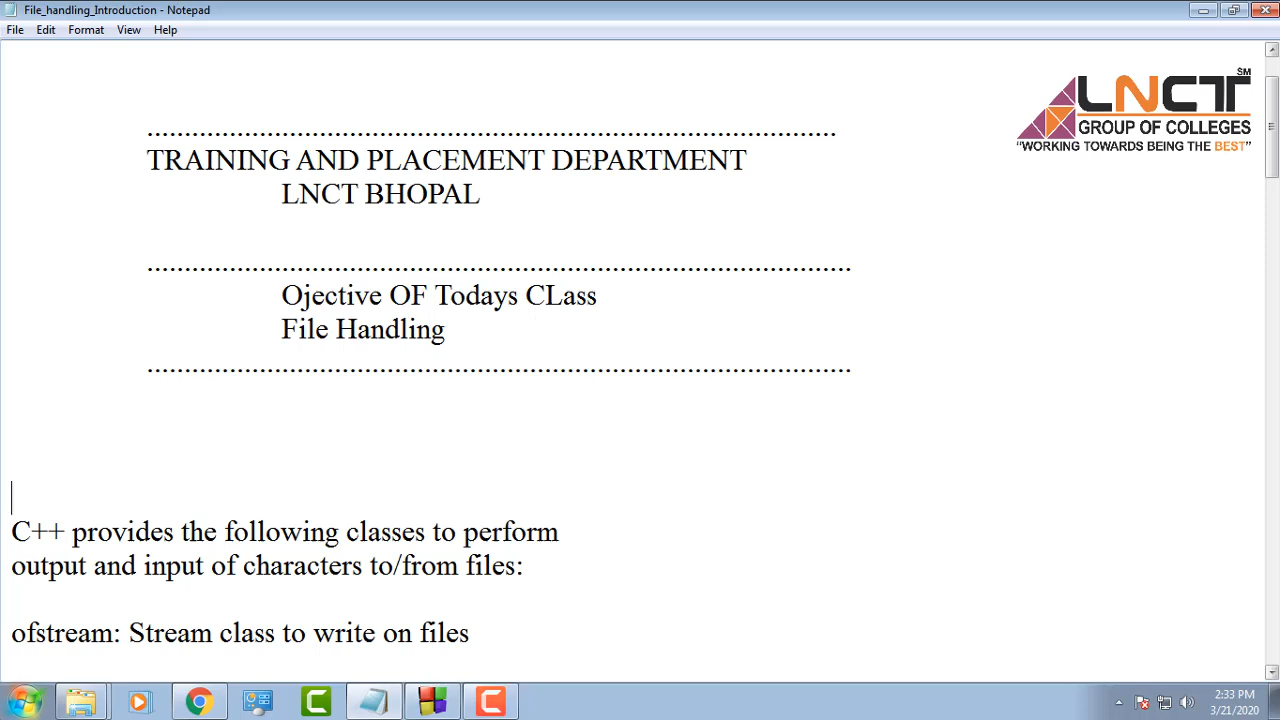 File_handling_Introduction - Notepad
File Edit Format View Help
LNCT SM
GROUP OF COLLEGES
"WORKING TOWARDS BEING THE BEST"
.............................................................................................
TRAINING AND PLACEMENT DEPARTMENT
LNCT BHOPAL
...............................................................................................
Ojective OF Todays CLass
File Handling
...............................................................................................
C++ provides the following classes to perform
output and input of characters to/from files:
ofstream: Stream class to write on files
2:33 PM
3/21/2020